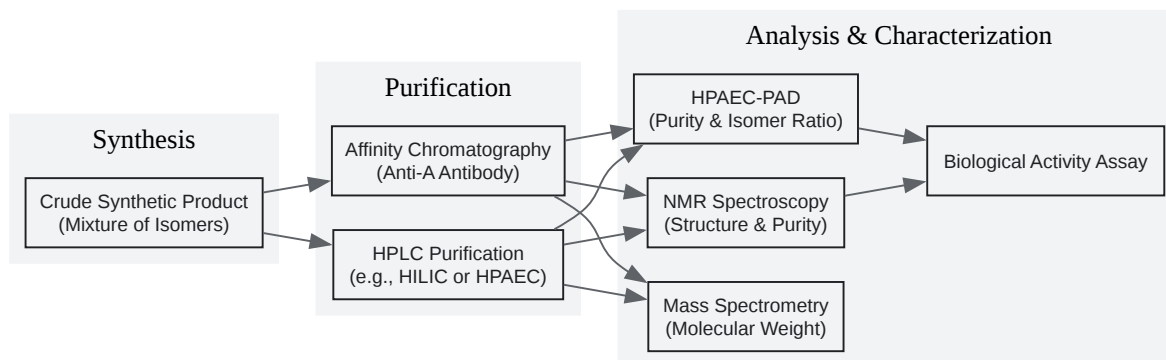 Synthesis
Crude Synthetic Product
(Mixture of Isomers)
Purification
Affinity Chromatography
(Anti-A Antibody)
HPLC Purification
(e.g., HILIC or HPAEC)
Analysis & Characterization
HPAEC-PAD
(Purity & Isomer Ratio)
NMR Spectroscopy
(Structure & Purity)
Mass Spectrometry
(Molecular Weight)
Biological Activity Assay